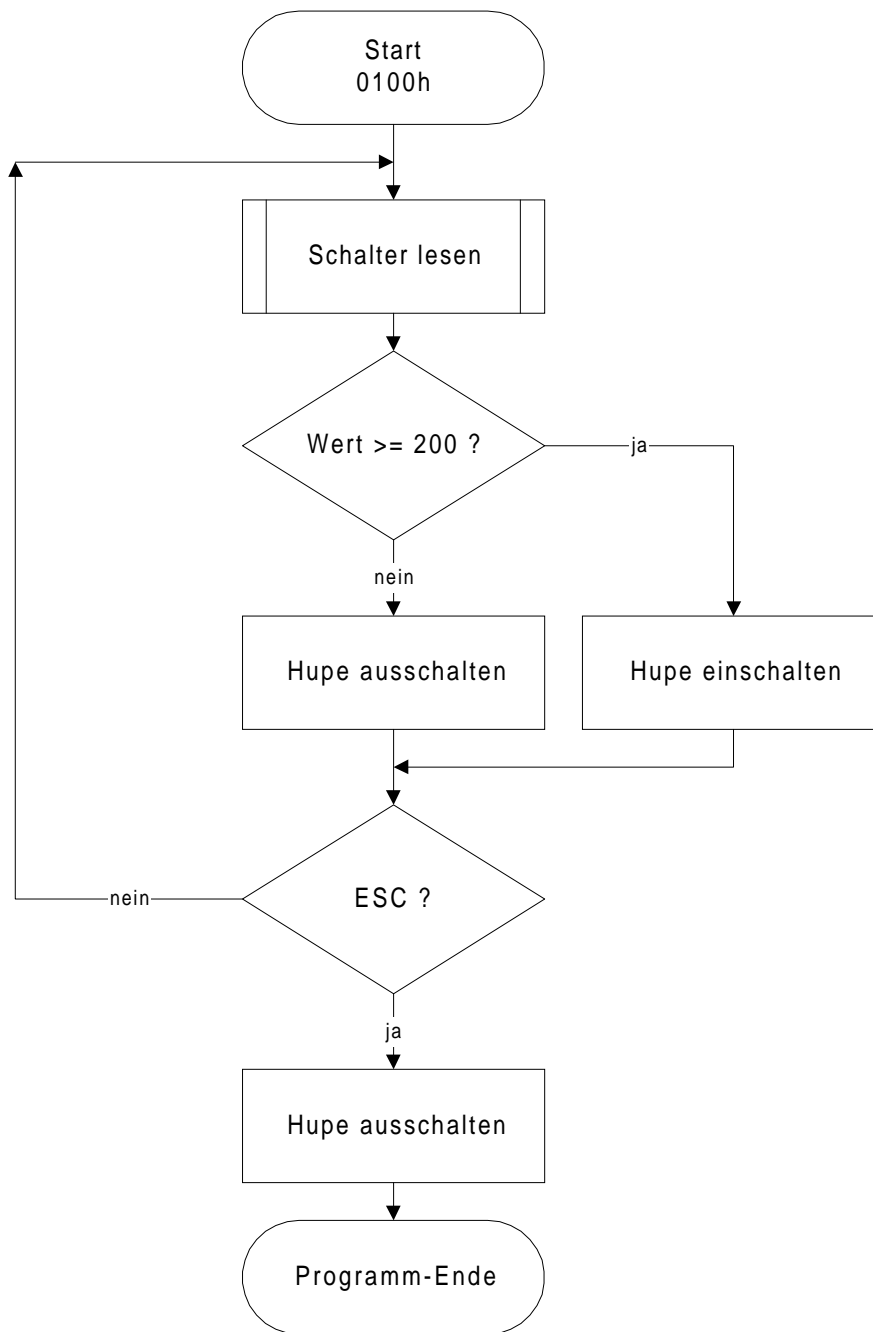 Start
0100h
Schalter lesen
Wert >= 200 ?
ja
nein
Hupe ausschalten
Hupe einschalten
ESC ?
nein
ja
Hupe ausschalten
Programm-Ende